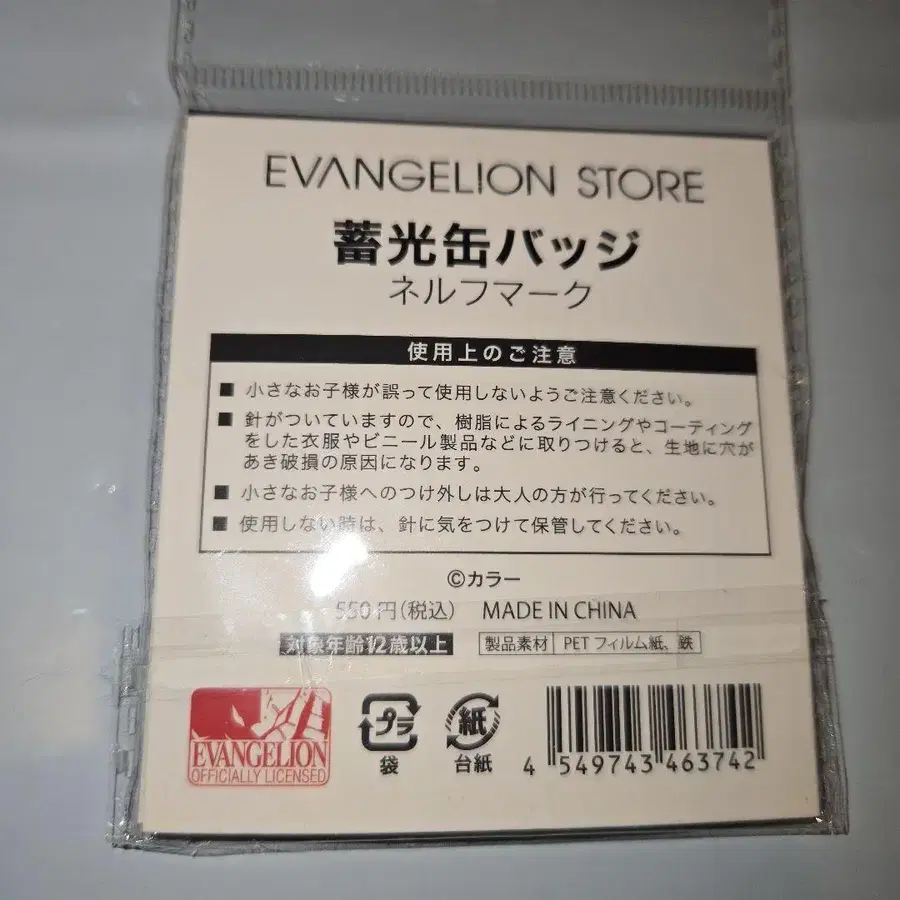 EVANGELION STORE
蓄光缶バッジ
ネルフマーク
使用上のご注意
■ 小さなお子様が誤って使用しないようご注意ください。
■ 針がついていますので、樹脂によるライニングやコーティング
をした衣服やビニール製品などに取りつけると、生地に穴が
あき破損の原因になります。
■ 小さなお子様へのつけ外しは大人の方が行ってください。
■ 使用しない時は、針に気をつけて保管してください。
©カラー
550円(税込) MADE IN CHINA
対象年齢12歳以上 製品素材 PET フィルム紙、鉄
EVANGELION
OFFICIALLY LICENSED
プラ
袋
紙
台紙
4 549743 463742